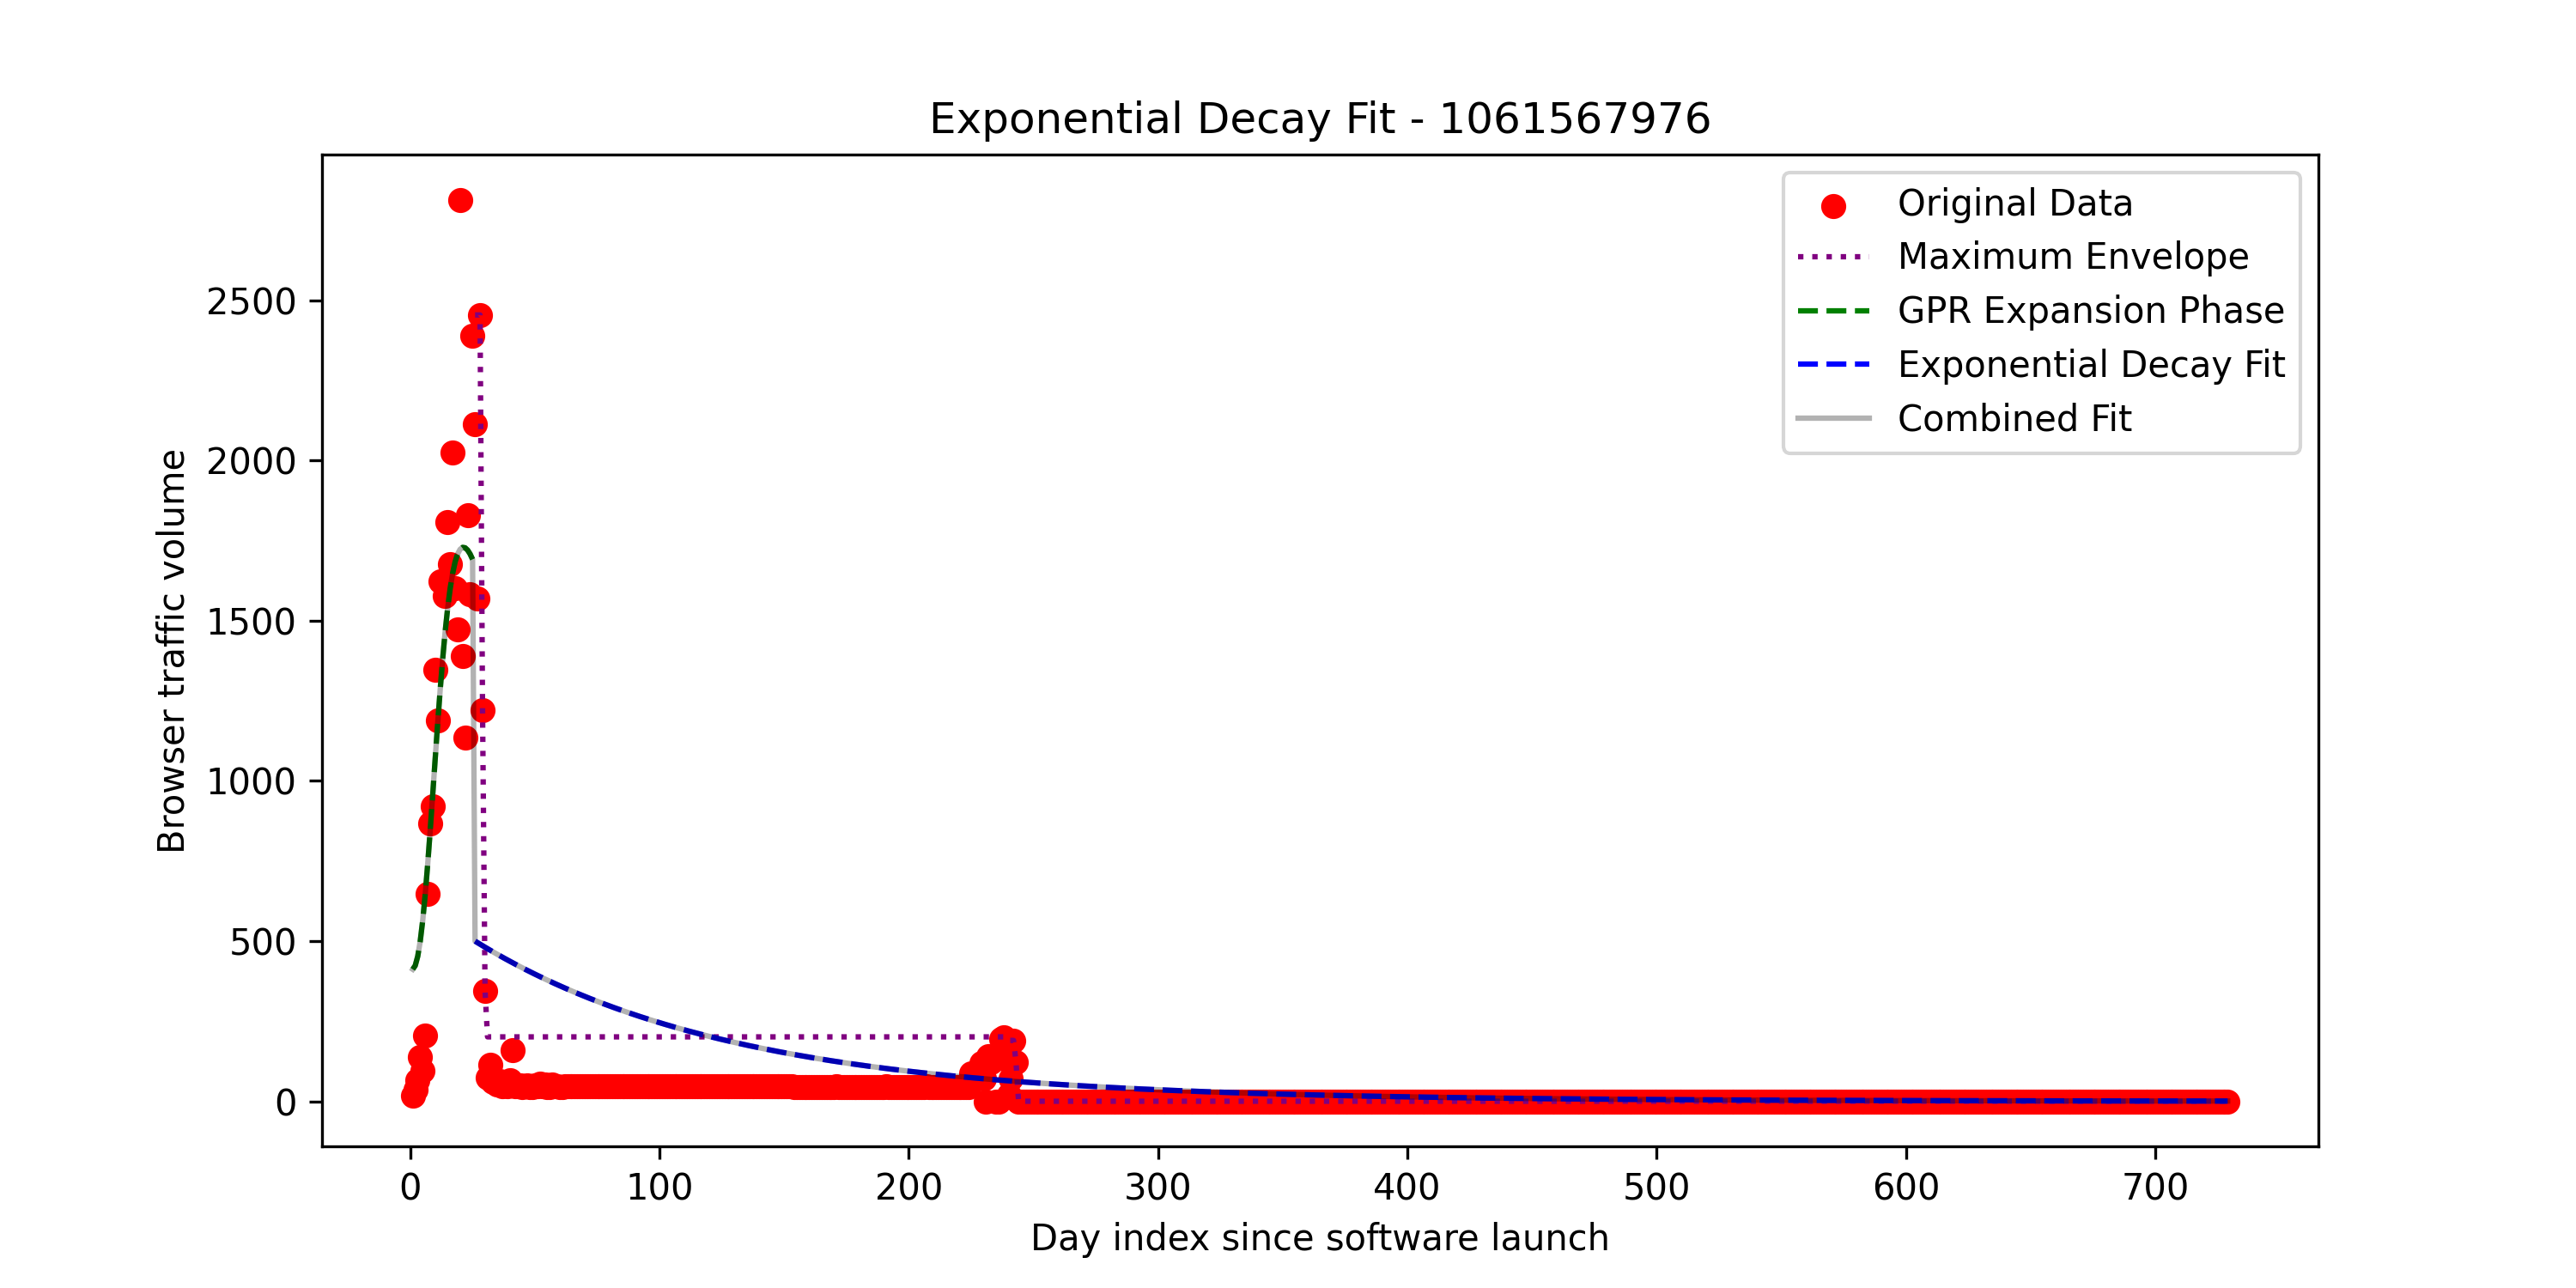 Exponential Decay Fit - 1061567976
Original Data
Maximum Envelope
GPR Expansion Phase
Exponential Decay Fit
Combined Fit
Browser traffic volume
2500
2000
1500
1000
500
0
0 100 200 300 400 500 600 700
Day index since software launch